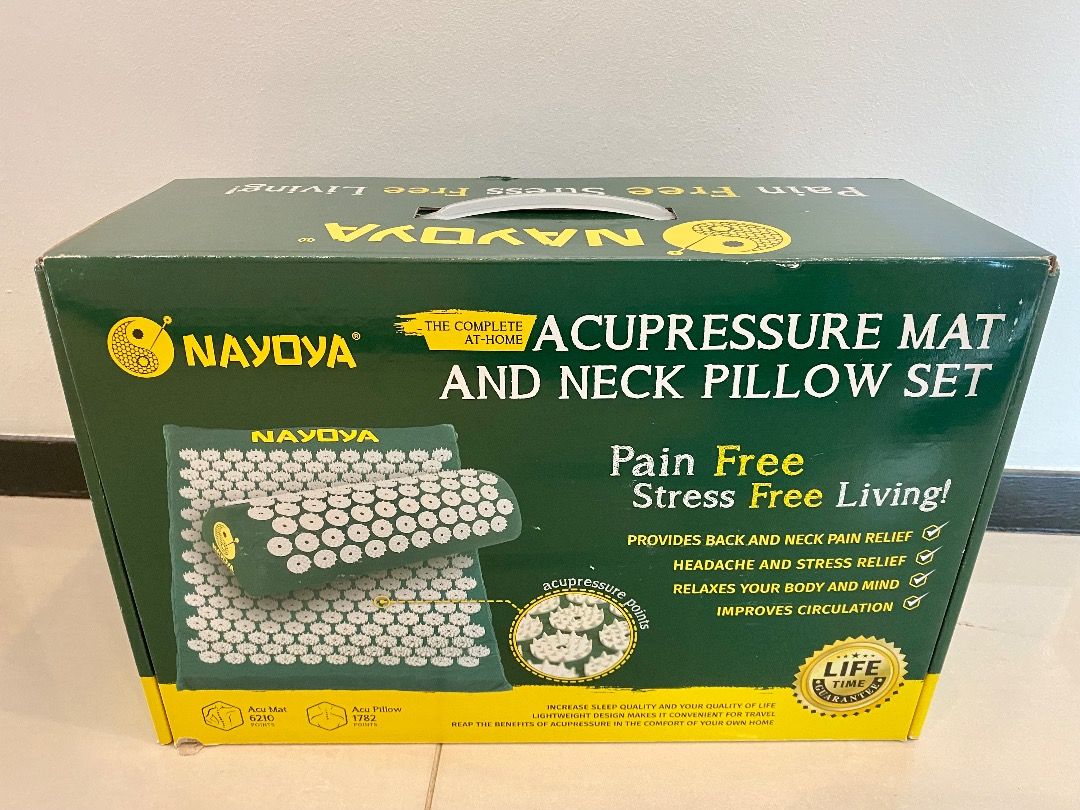 Pain Free Stress Free Living!
NAYOYA®
NAYOYA®
THE COMPLETE
AT-HOME
ACUPRESSURE MAT
AND NECK PILLOW SET
NAYOYA
Pain Free
Stress Free Living!
PROVIDES BACK AND NECK PAIN RELIEF
HEADACHE AND STRESS RELIEF
RELAXES YOUR BODY AND MIND
IMPROVES CIRCULATION
acupressure points
LIFE
TIME
GUARANTEE
Acu Mat
6210
POINTS
Acu Pillow
1782
POINTS
INCREASE SLEEP QUALITY AND YOUR QUALITY OF LIFE
LIGHTWEIGHT DESIGN MAKES IT CONVENIENT FOR TRAVEL
REAP THE BENEFITS OF ACUPRESSURE IN THE COMFORT OF YOUR OWN HOME